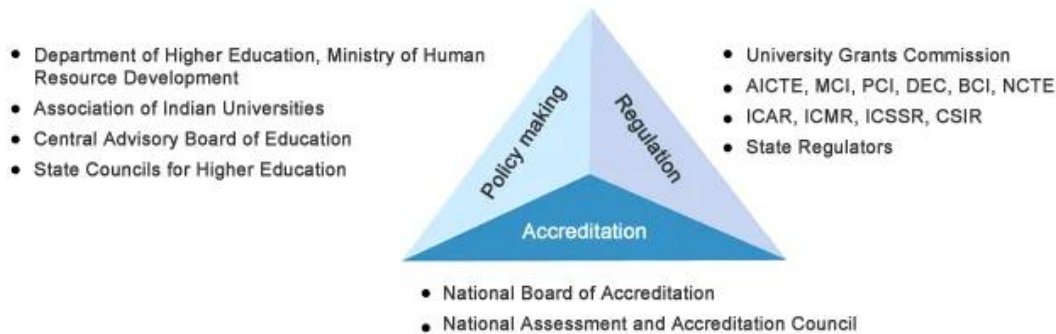 • Department of Higher Education, Ministry of Human
Resource Development
• Association of Indian Universities
• Central Advisory Board of Education
• State Councils for Higher Education
Policy making
Regulation
Accreditation
• University Grants Commission
• AICTE, MCI, PCI, DEC, BCI, NCTE
• ICAR, ICMR, ICSSR, CSIR
• State Regulators
• National Board of Accreditation
• National Assessment and Accreditation Council